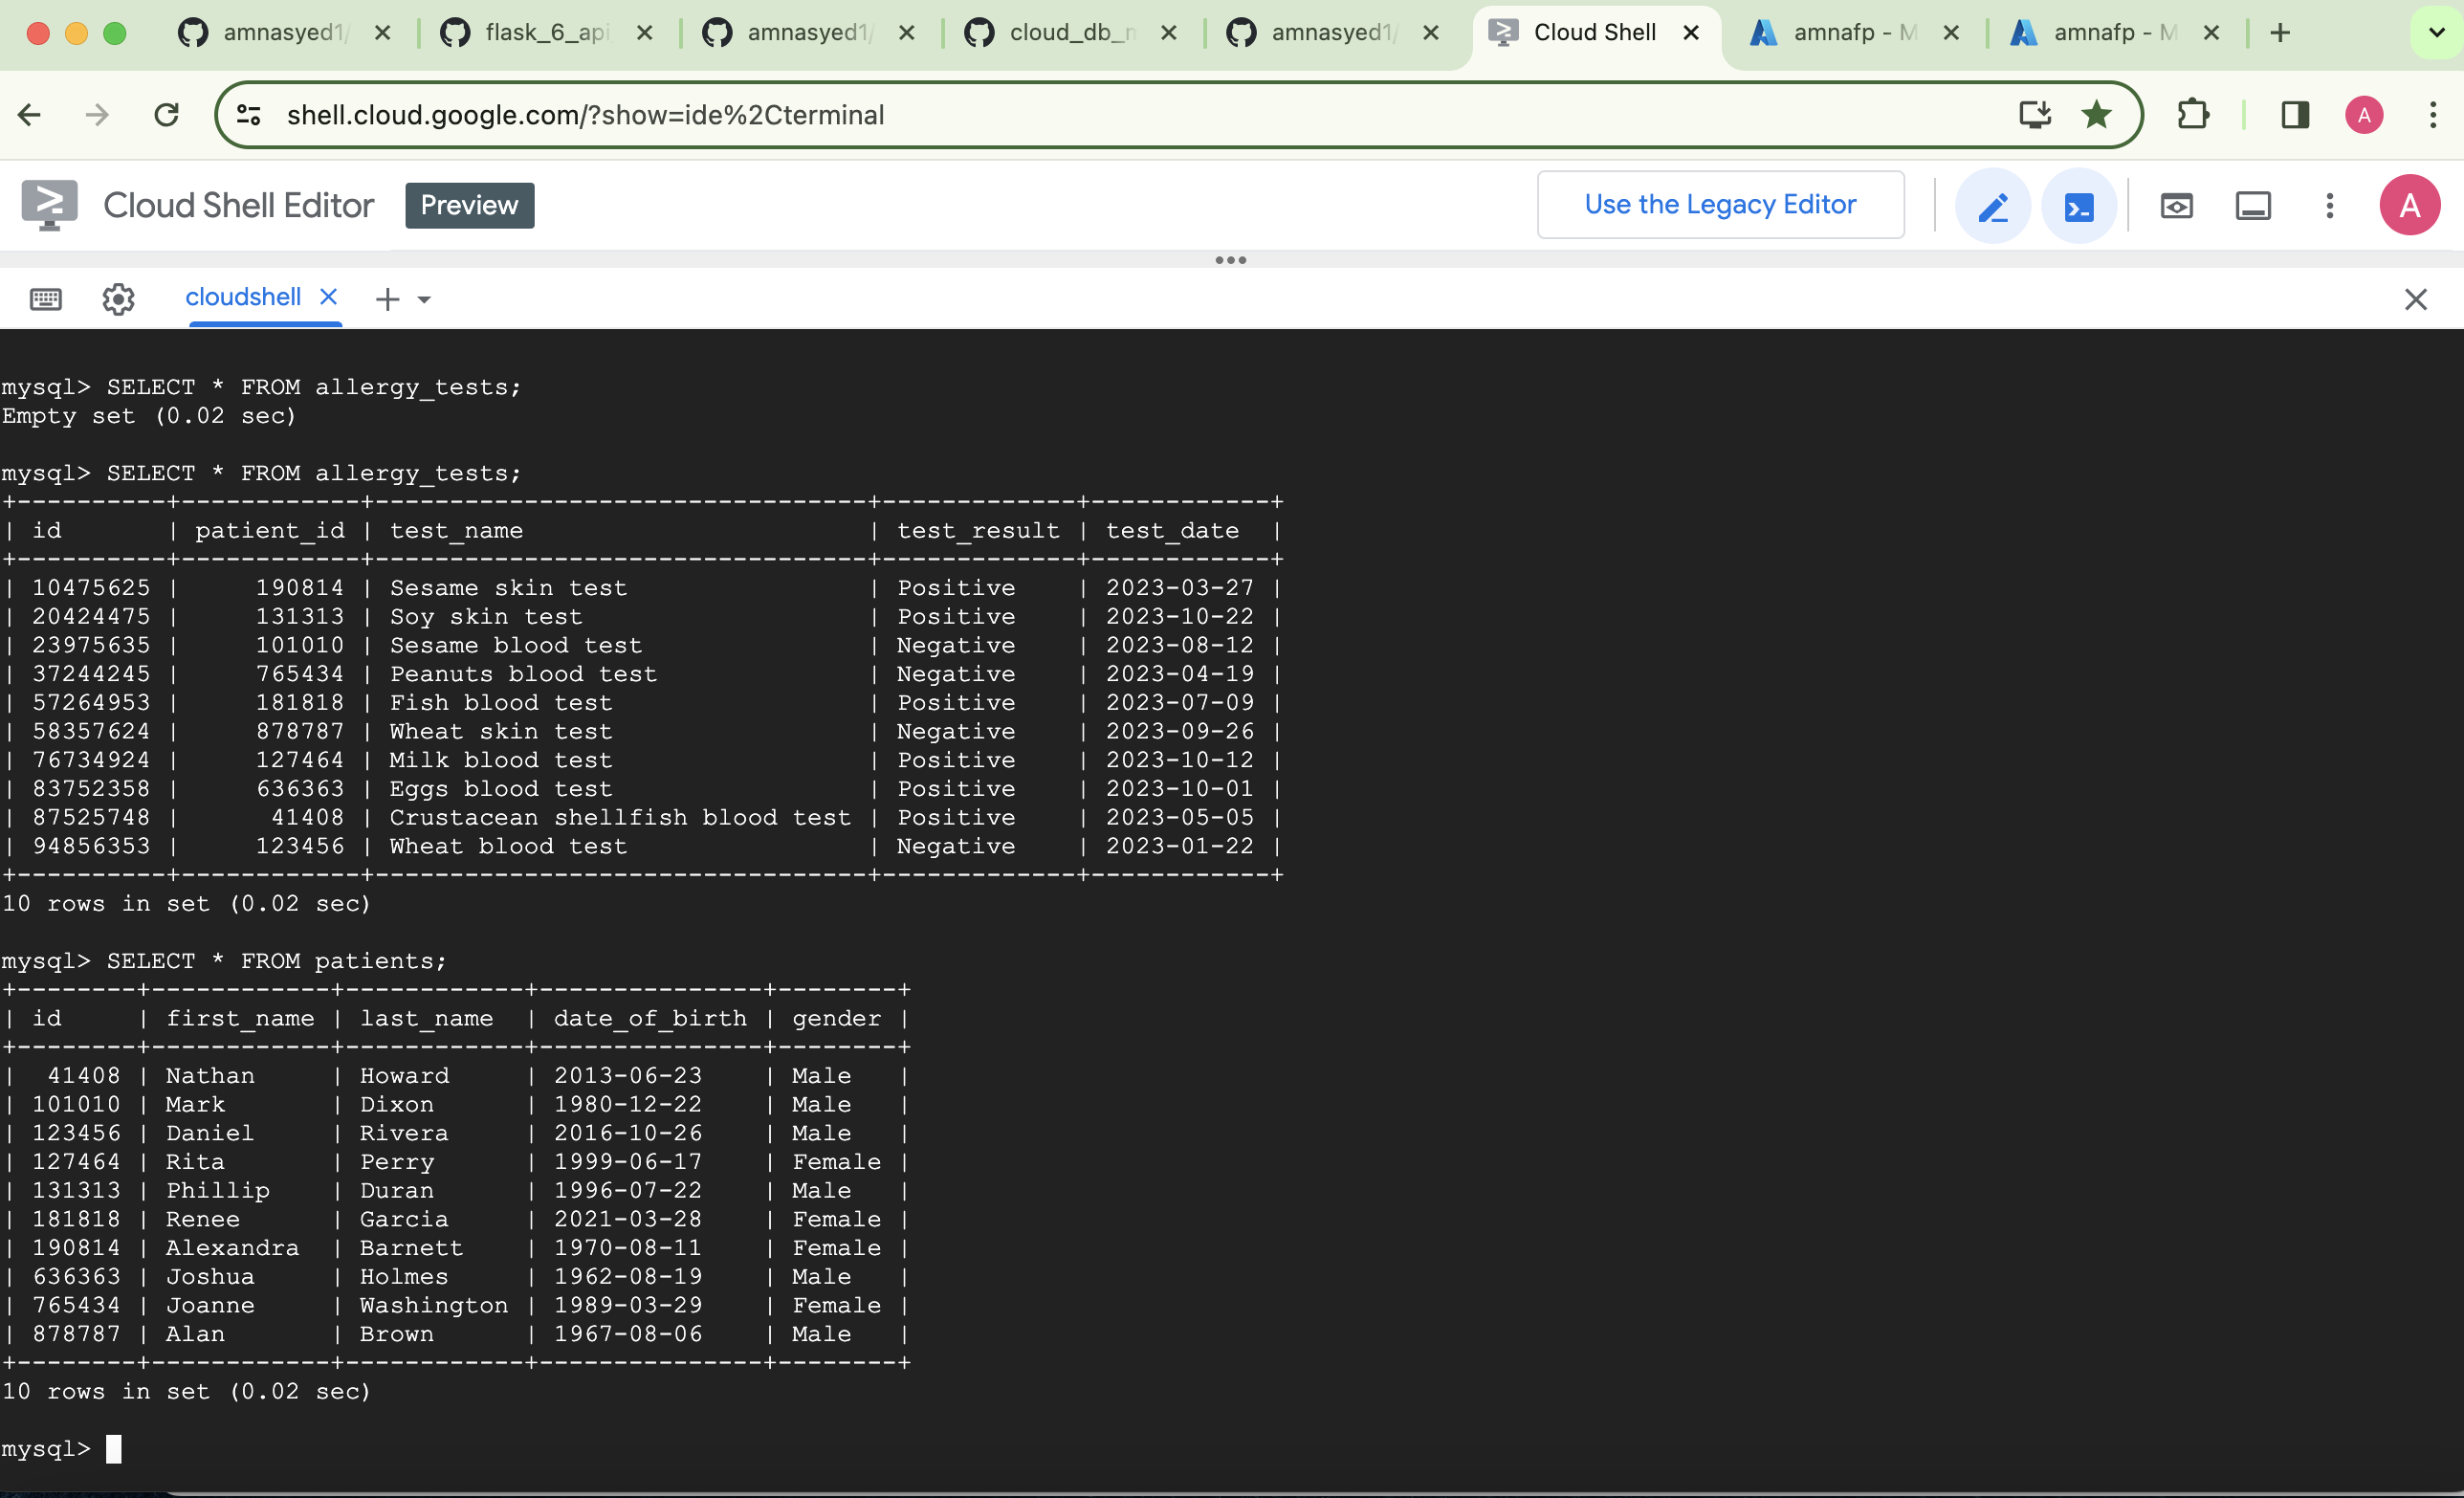 amnasyed1/ flask_6_api amnasyed1/ cloud_db_n amnasyed1/ Cloud Shell amnafp - M amnafp - M
shell.cloud.google.com/?show=ide%2Cterminal A
Cloud Shell Editor Preview Use the Legacy Editor A
cloudshell
mysql> SELECT * FROM allergy_tests;
Empty set (0.02 sec)
mysql> SELECT * FROM allergy_tests;
+----------+------------+---------------------------------+-------------+------------+
| id       | patient_id | test_name                       | test_result | test_date  |
+----------+------------+---------------------------------+-------------+------------+
| 10475625 |     190814 | Sesame skin test                | Positive    | 2023-03-27 |
| 20424475 |     131313 | Soy skin test                   | Positive    | 2023-10-22 |
| 23975635 |     101010 | Sesame blood test               | Negative    | 2023-08-12 |
| 37244245 |     765434 | Peanuts blood test              | Negative    | 2023-04-19 |
| 57264953 |     181818 | Fish blood test                 | Positive    | 2023-07-09 |
| 58357624 |     878787 | Wheat skin test                 | Negative    | 2023-09-26 |
| 76734924 |     127464 | Milk blood test                 | Positive    | 2023-10-12 |
| 83752358 |     636363 | Eggs blood test                 | Positive    | 2023-10-01 |
| 87525748 |      41408 | Crustacean shellfish blood test | Positive    | 2023-05-05 |
| 94856353 |     123456 | Wheat blood test                | Negative    | 2023-01-22 |
+----------+------------+---------------------------------+-------------+------------+
10 rows in set (0.02 sec)
mysql> SELECT * FROM patients;
+--------+------------+------------+---------------+--------+
| id     | first_name | last_name  | date_of_birth | gender |
+--------+------------+------------+---------------+--------+
|  41408 | Nathan     | Howard     | 2013-06-23    | Male   |
| 101010 | Mark       | Dixon      | 1980-12-22    | Male   |
| 123456 | Daniel     | Rivera     | 2016-10-26    | Male   |
| 127464 | Rita       | Perry      | 1999-06-17    | Female |
| 131313 | Phillip    | Duran      | 1996-07-22    | Male   |
| 181818 | Renee      | Garcia     | 2021-03-28    | Female |
| 190814 | Alexandra  | Barnett    | 1970-08-11    | Female |
| 636363 | Joshua     | Holmes     | 1962-08-19    | Male   |
| 765434 | Joanne     | Washington | 1989-03-29    | Female |
| 878787 | Alan       | Brown      | 1967-08-06    | Male   |
+--------+------------+------------+---------------+--------+
10 rows in set (0.02 sec)
mysql>